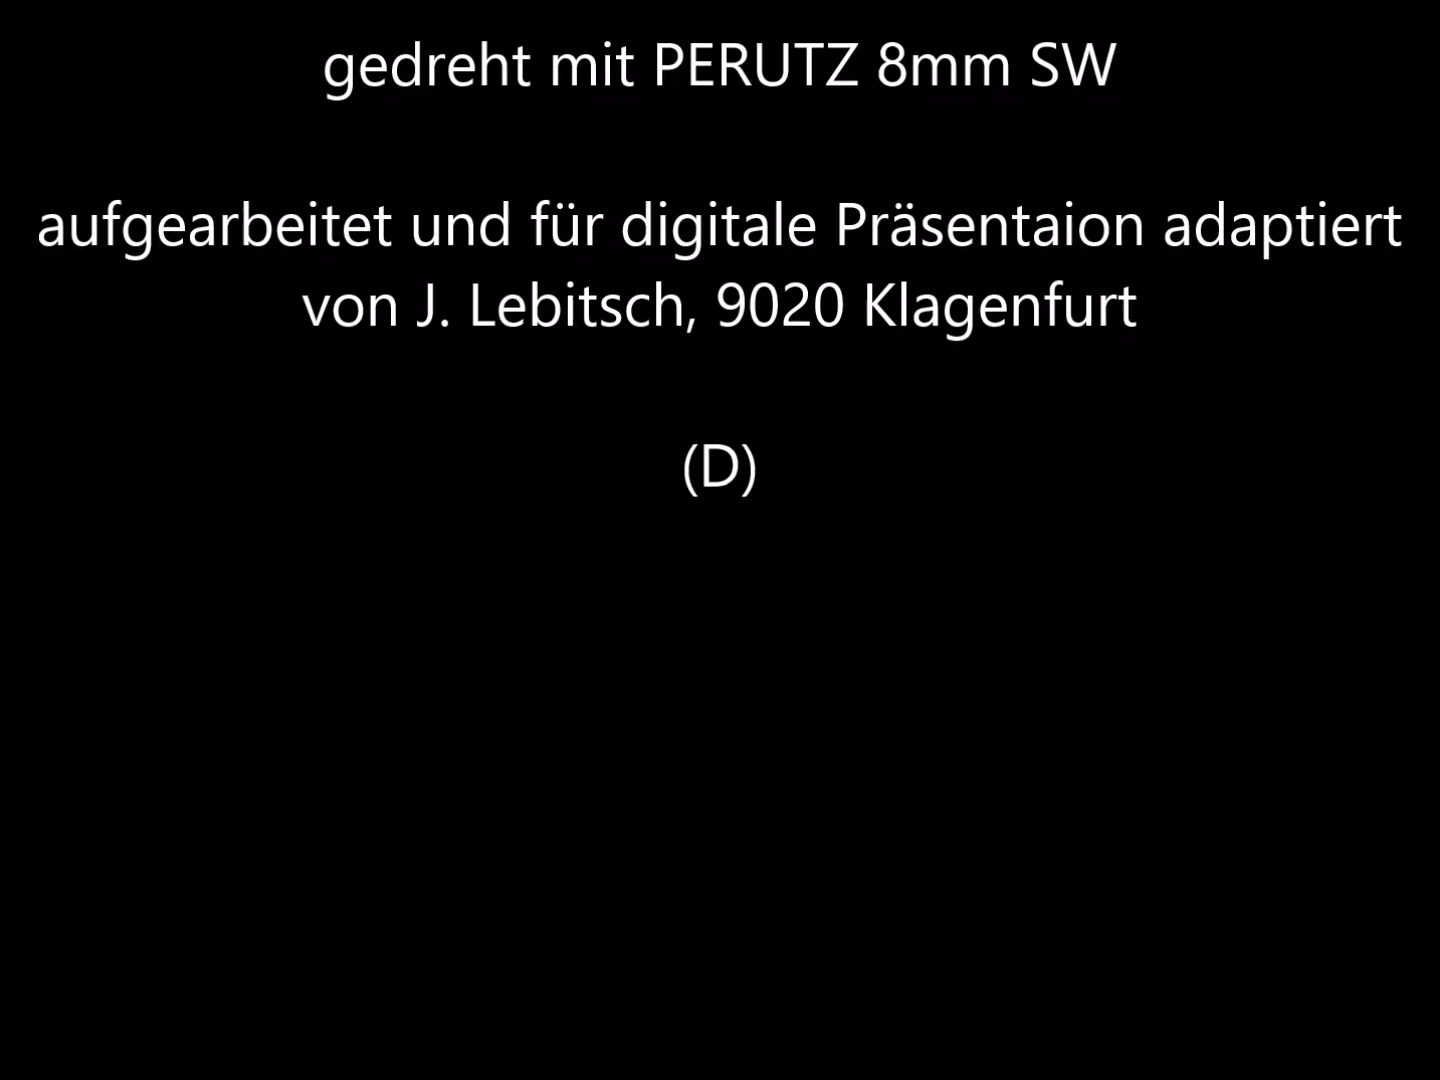 gedreht mit PERUTZ 8mm SW
aufgearbeitet und für digitale Präsentaion adaptiert
von J. Lebitsch, 9020 Klagenfurt
(D)